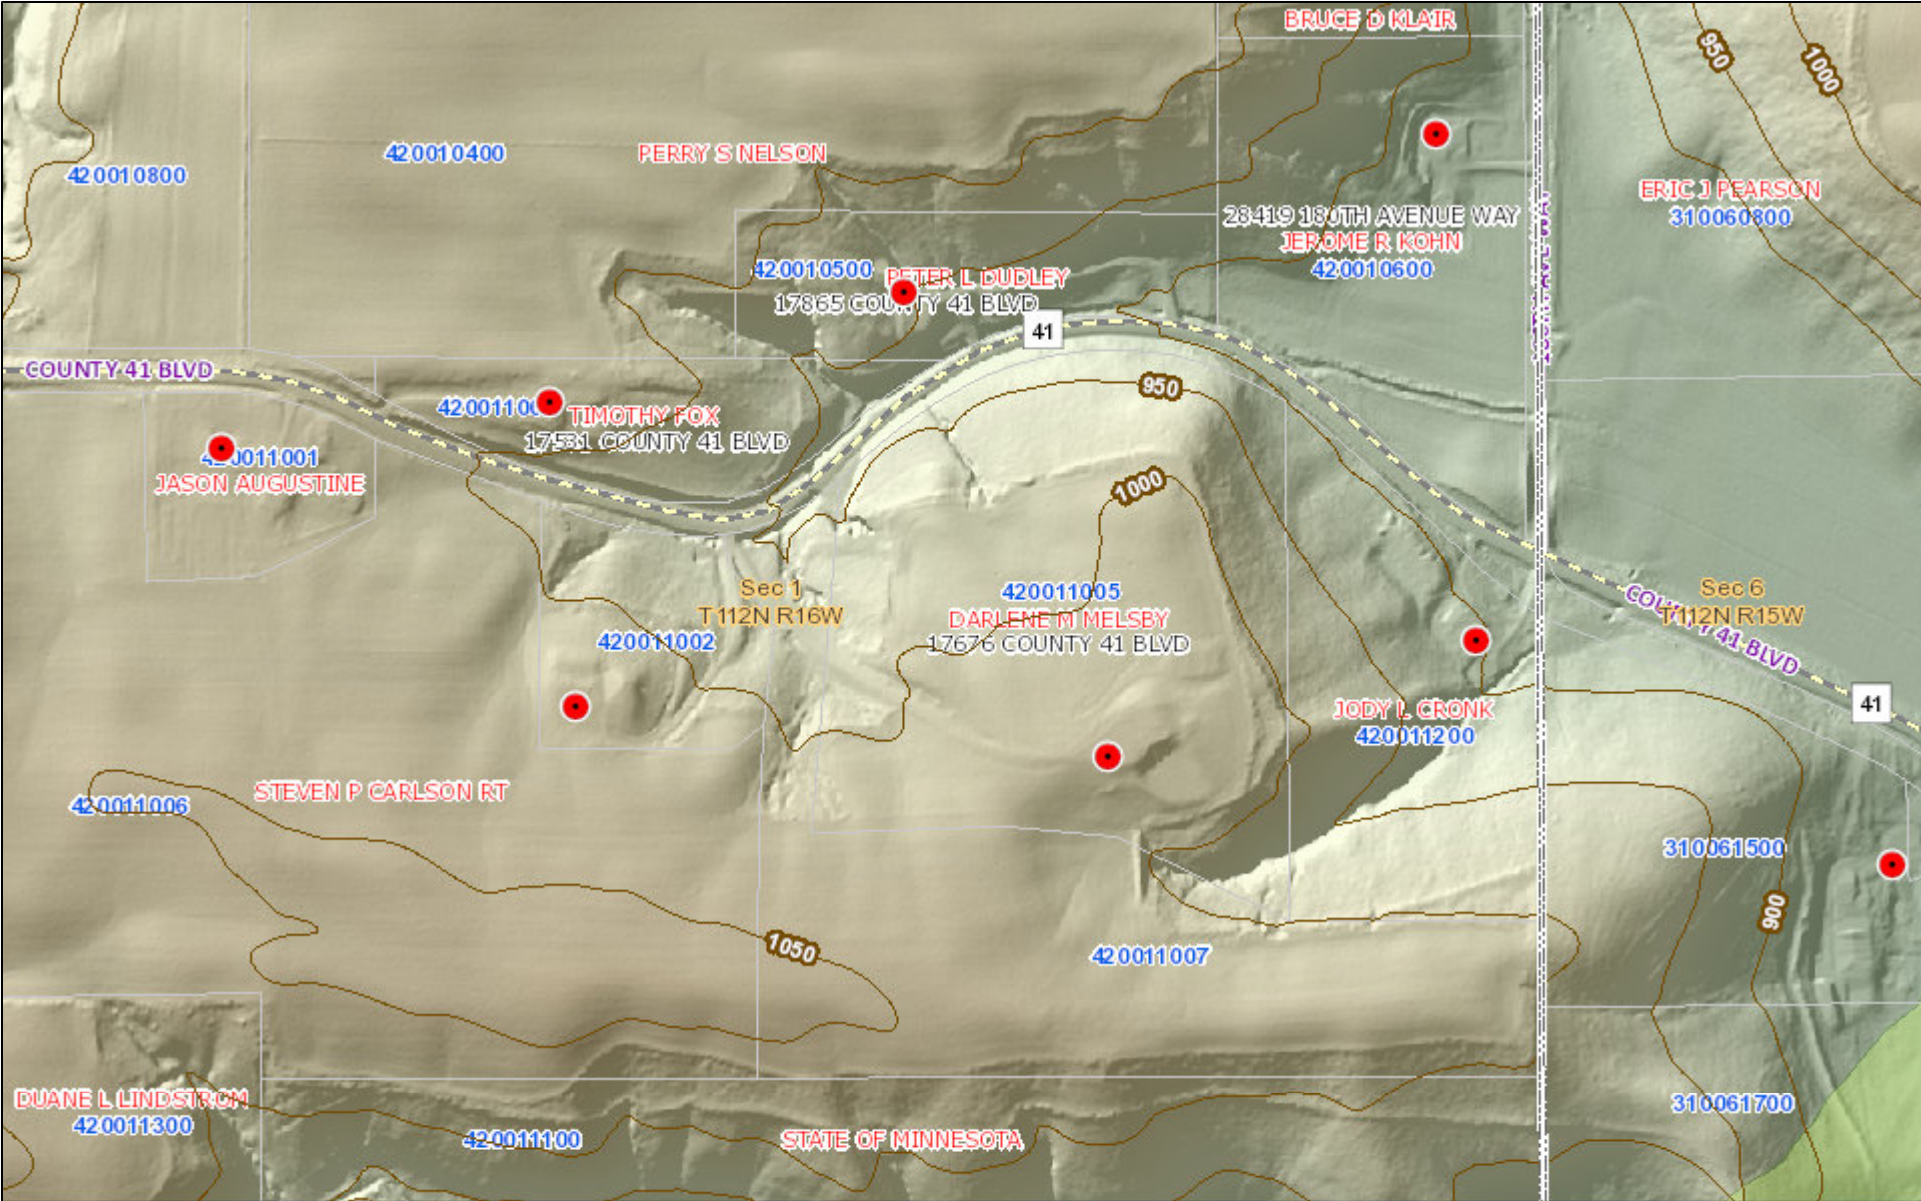 BRUCE D KLAIR
950
1000
420010800
420010400
PERRY S NELSON
ERIC J PEARSON
310060800
28419 180TH AVENUE WAY
JEROME R KOHN
420010600
420010500
PETER L DUDLEY
17865 COUNTY 41 BLVD
41
COUNTY 41 BLVD
950
TIMOTHY FOX
17531 COUNTY 41 BLVD
420011001
JASON AUGUSTINE
1000
Sec 1
T112N R16W
420011005
DARLENE M MELSBY
17676 COUNTY 41 BLVD
Sec 6
T112N R15W
COUNTY 41 BLVD
420011002
41
JODY L CRONK
420011200
STEVEN P CARLSON RT
420011006
310061500
900
1050
420011007
DUANE L LINDSTROM
420011300
420011100
STATE OF MINNESOTA
310061700